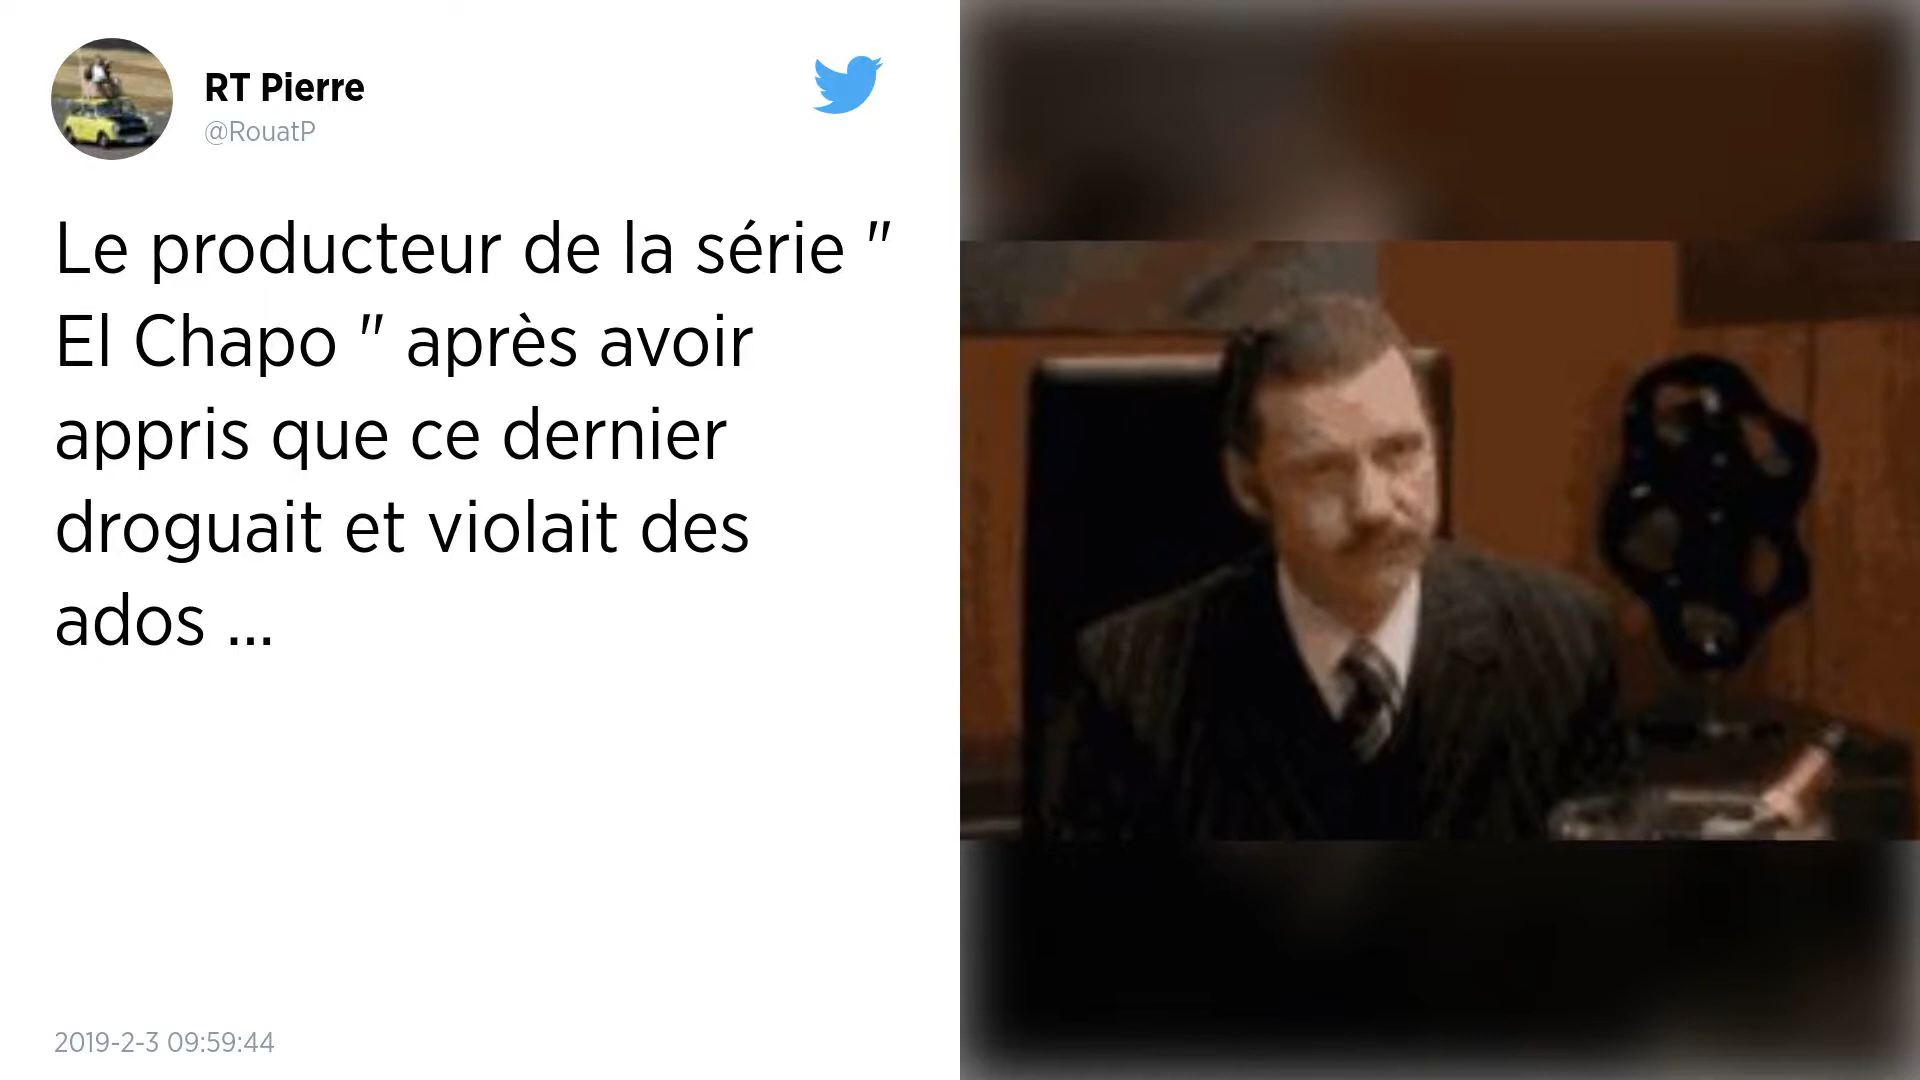 RT Pierre
@RouatP
Le producteur de la série "
El Chapo " après avoir
appris que ce dernier
droguait et violait des
ados ...
2019-2-3 09:59:44